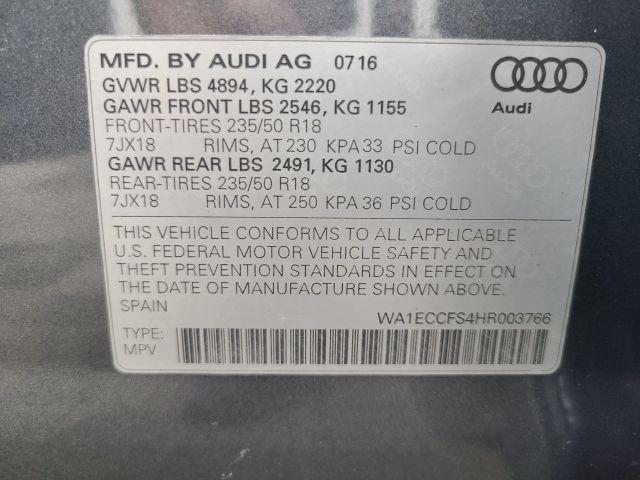 MFD. BY AUDI AG 0716
GVWR LBS 4894, KG 2220
GAWR FRONT LBS 2546, KG 1155
FRONT-TIRES 235/50 R18
7JX18 RIMS, AT 230 KPA 33 PSI COLD
GAWR REAR LBS 2491, KG 1130
REAR-TIRES 235/50 R18
7JX18 RIMS, AT 250 KPA 36 PSI COLD
Audi
THIS VEHICLE CONFORMS TO ALL APPLICABLE
U.S. FEDERAL MOTOR VEHICLE SAFETY AND
THEFT PREVENTION STANDARDS IN EFFECT ON
THE DATE OF MANUFACTURE SHOWN ABOVE.
SPAIN
WA1ECCFS4HR003766
TYPE:
MPV